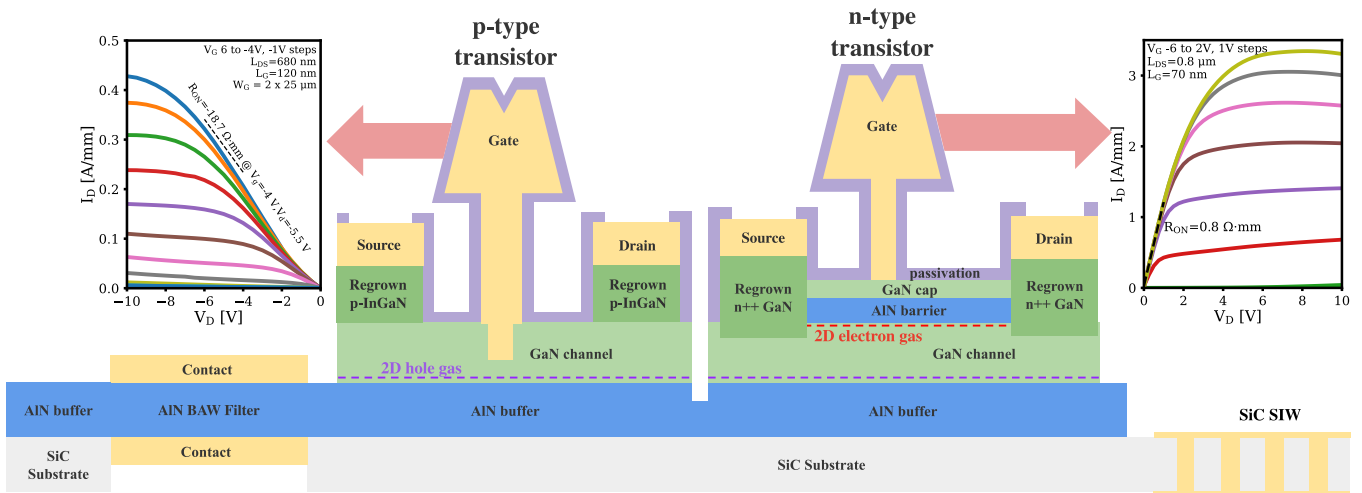 p-type
transistor
n-type
transistor
0.5
0.4
0.3
0.2
0.1
0.0
I_D [A/mm]
V_G 6 to -4V, -1V steps
L_DS=680 nm
L_G=120 nm
W_G = 2 x 25 μm
R_ON=-18.7 Ω·mm @ V_g=-4 V,V_d=-5.5 V
−10
−8
−6
−4
−2
0
V_D [V]
Gate
Source
Drain
Regrown
p-InGaN
Regrown
p-InGaN
GaN channel
2D hole gas
Gate
Source
Drain
Regrown
n++ GaN
Regrown
n++ GaN
passivation
GaN cap
AlN barrier
2D electron gas
GaN channel
3
2
1
0
I_D [A/mm]
V_G -6 to 2V, 1V steps
L_DS=0.8 μm
L_G=70 nm
R_ON=0.8 Ω·mm
0
2
4
6
8
10
V_D [V]
Contact
AlN buffer
AlN BAW Filter
AlN buffer
AlN buffer
Contact
SiC
Substrate
SiC Substrate
SiC SIW